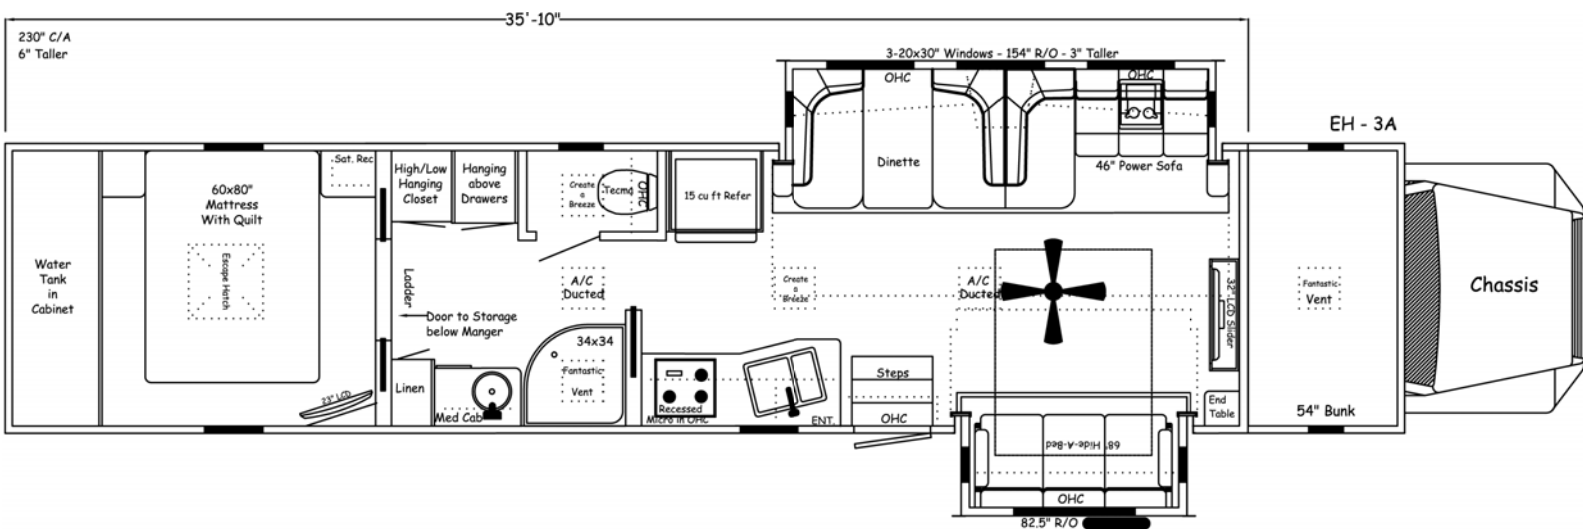 35'-10"
230" C/A
6" Taller
3-20x30" Windows - 154" R/O - 3" Taller
OHC
OHC
EH - 3A
Dinette
46" Power Sofa
Sat. Rec
High/Low
Hanging
Closet
Hanging
above
Drawers
Create
a
Breeze
Tecma
OHC
15 cu ft Refer
60x80"
Mattress
With Quilt
Escape Hatch
Water
Tank
in
Cabinet
Ladder
A/C
Ducted
Create
a
Breeze
A/C
Ducted
32" LCD Slider
Fantastic
Vent
Chassis
Door to Storage
below Manger
34x34
Fantastic
Vent
Linen
Med Cab
23" LCD
Recessed
Micro in OHC
ENT.
Steps
OHC
End
Table
54" Bunk
68" Hide-A-Bed
OHC
82.5" R/O